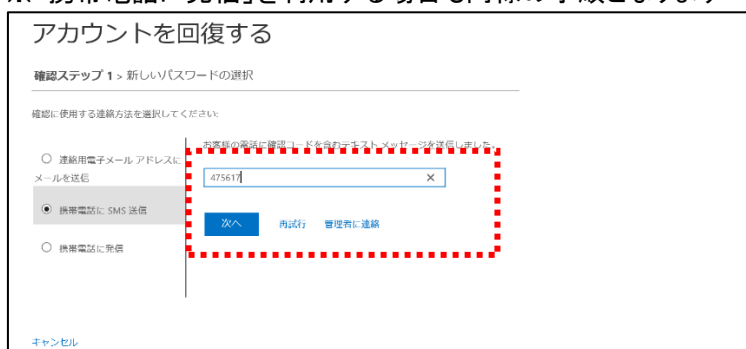 アカウントを回復する
確認ステップ 1 > 新しいパスワードの選択
確認に使用する連絡方法を選択してください:
連絡用電子メール アドレスに
メールを送信
携帯電話に SMS 送信
携帯電話に発信
お客様の電話に確認コードを含むテキスト メッセージを送信しました。
475617
次へ 再試行 管理者に連絡
キャンセル